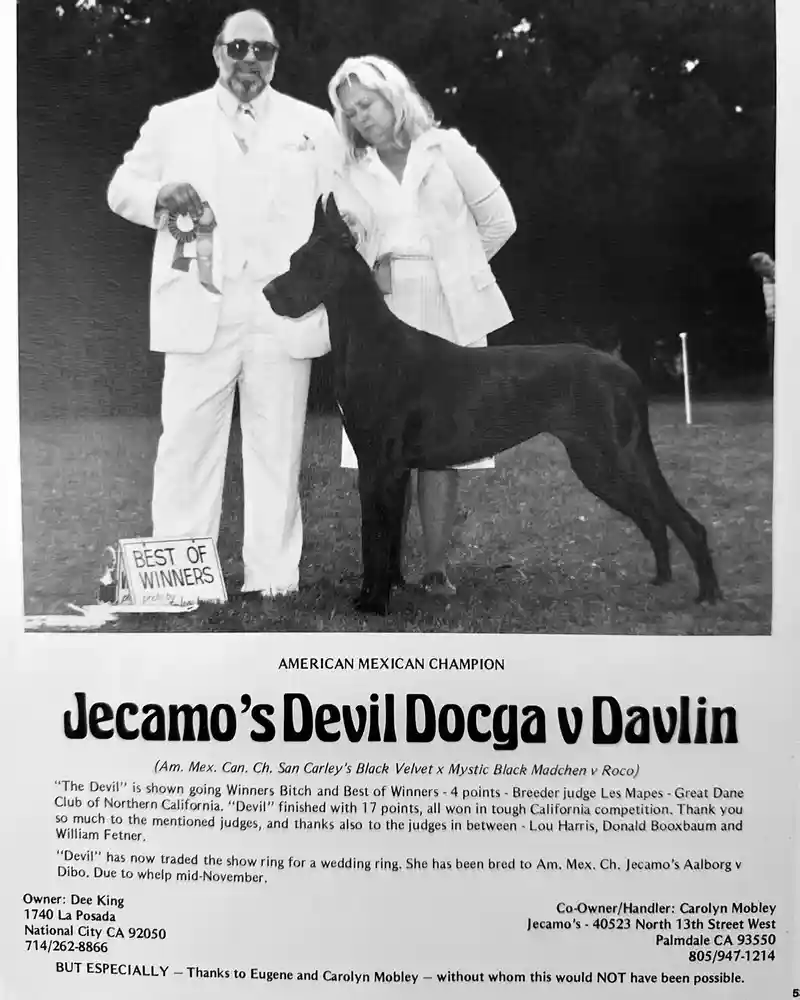 BEST OF
WINNERS
photo by
AMERICAN MEXICAN CHAMPION
Jecamo's Devil Docga v Davlin
(Am. Mex. Can. Ch. San Carley's Black Velvet x Mystic Black Madchen v Roco)
"The Devil" is shown going Winners Bitch and Best of Winners - 4 points - Breeder judge Les Mapes - Great Dane
Club of Northern California. "Devil" finished with 17 points, all won in tough California competition. Thank you
so much to the mentioned judges, and thanks also to the judges in between - Lou Harris, Donald Booxbaum and
William Fetner.
"Devil" has now traded the show ring for a wedding ring. She has been bred to Am. Mex. Ch. Jecamo's Aalborg v
Dibo. Due to whelp mid-November.
Owner: Dee King
1740 La Posada
National City CA 92050
714/262-8866
Co-Owner/Handler: Carolyn Mobley
Jecamo's - 40523 North 13th Street West
Palmdale CA 93550
805/947-1214
BUT ESPECIALLY — Thanks to Eugene and Carolyn Mobley — without whom this would NOT have been possible.